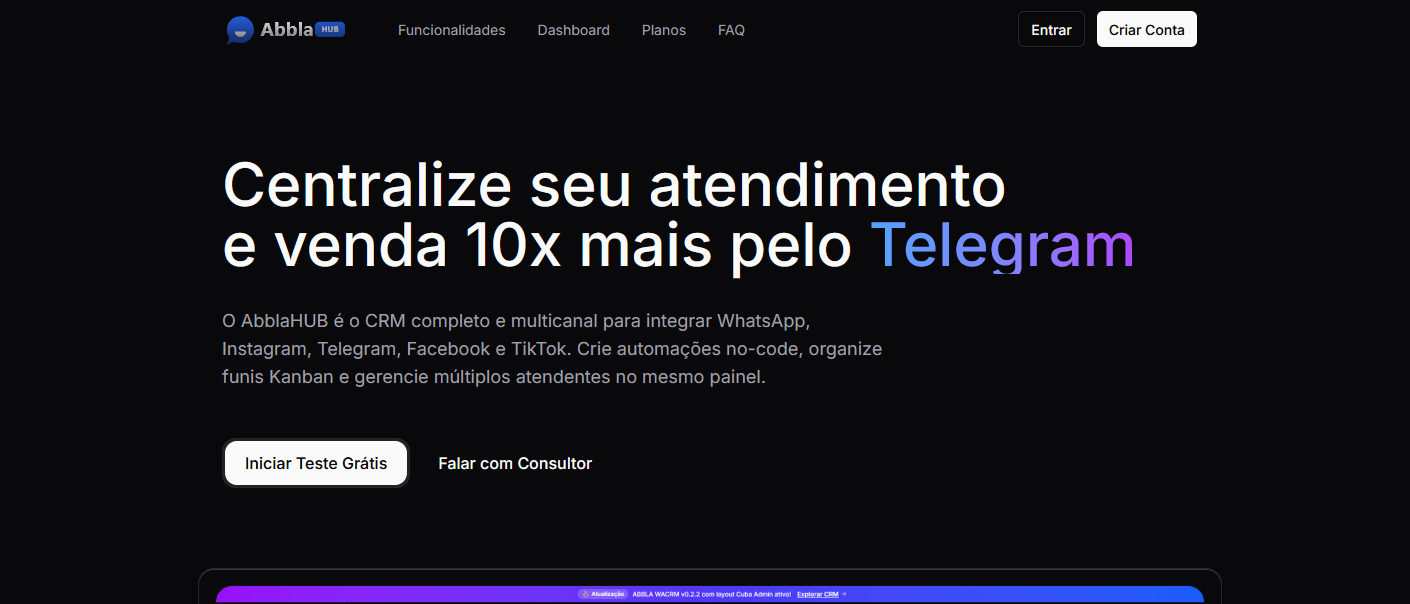 Abbla HUB
Funcionalidades
Dashboard
Planos
FAQ
Entrar
Criar Conta
Centralize seu atendimento
e venda 10x mais pelo Telegram
O AbblaHUB é o CRM completo e multicanal para integrar WhatsApp,
Instagram, Telegram, Facebook e TikTok. Crie automações no-code, organize
funis Kanban e gerencie múltiplos atendentes no mesmo painel.
Iniciar Teste Grátis
Falar com Consultor
Atualização ABBLA WACRM v0.2.2 com layout Cuba Admin ativo! Explorar CRM →